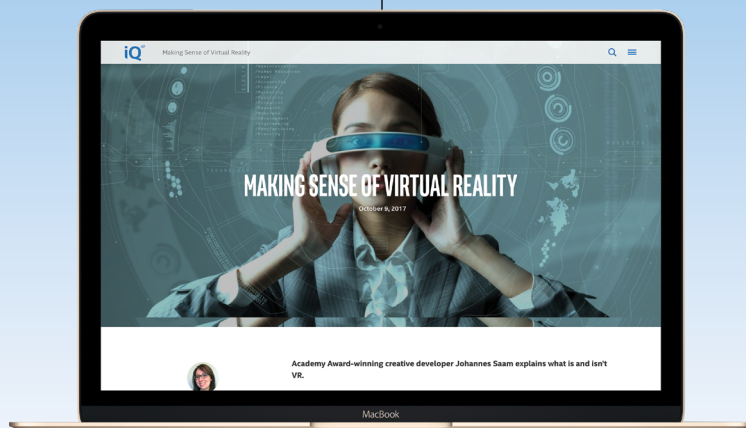 iQ
Making Sense of Virtual Reality
MAKING SENSE OF VIRTUAL REALITY
October 9, 2017
Academy Award-winning creative developer Johannes Saam explains what is and isn't
VR.
MacBook